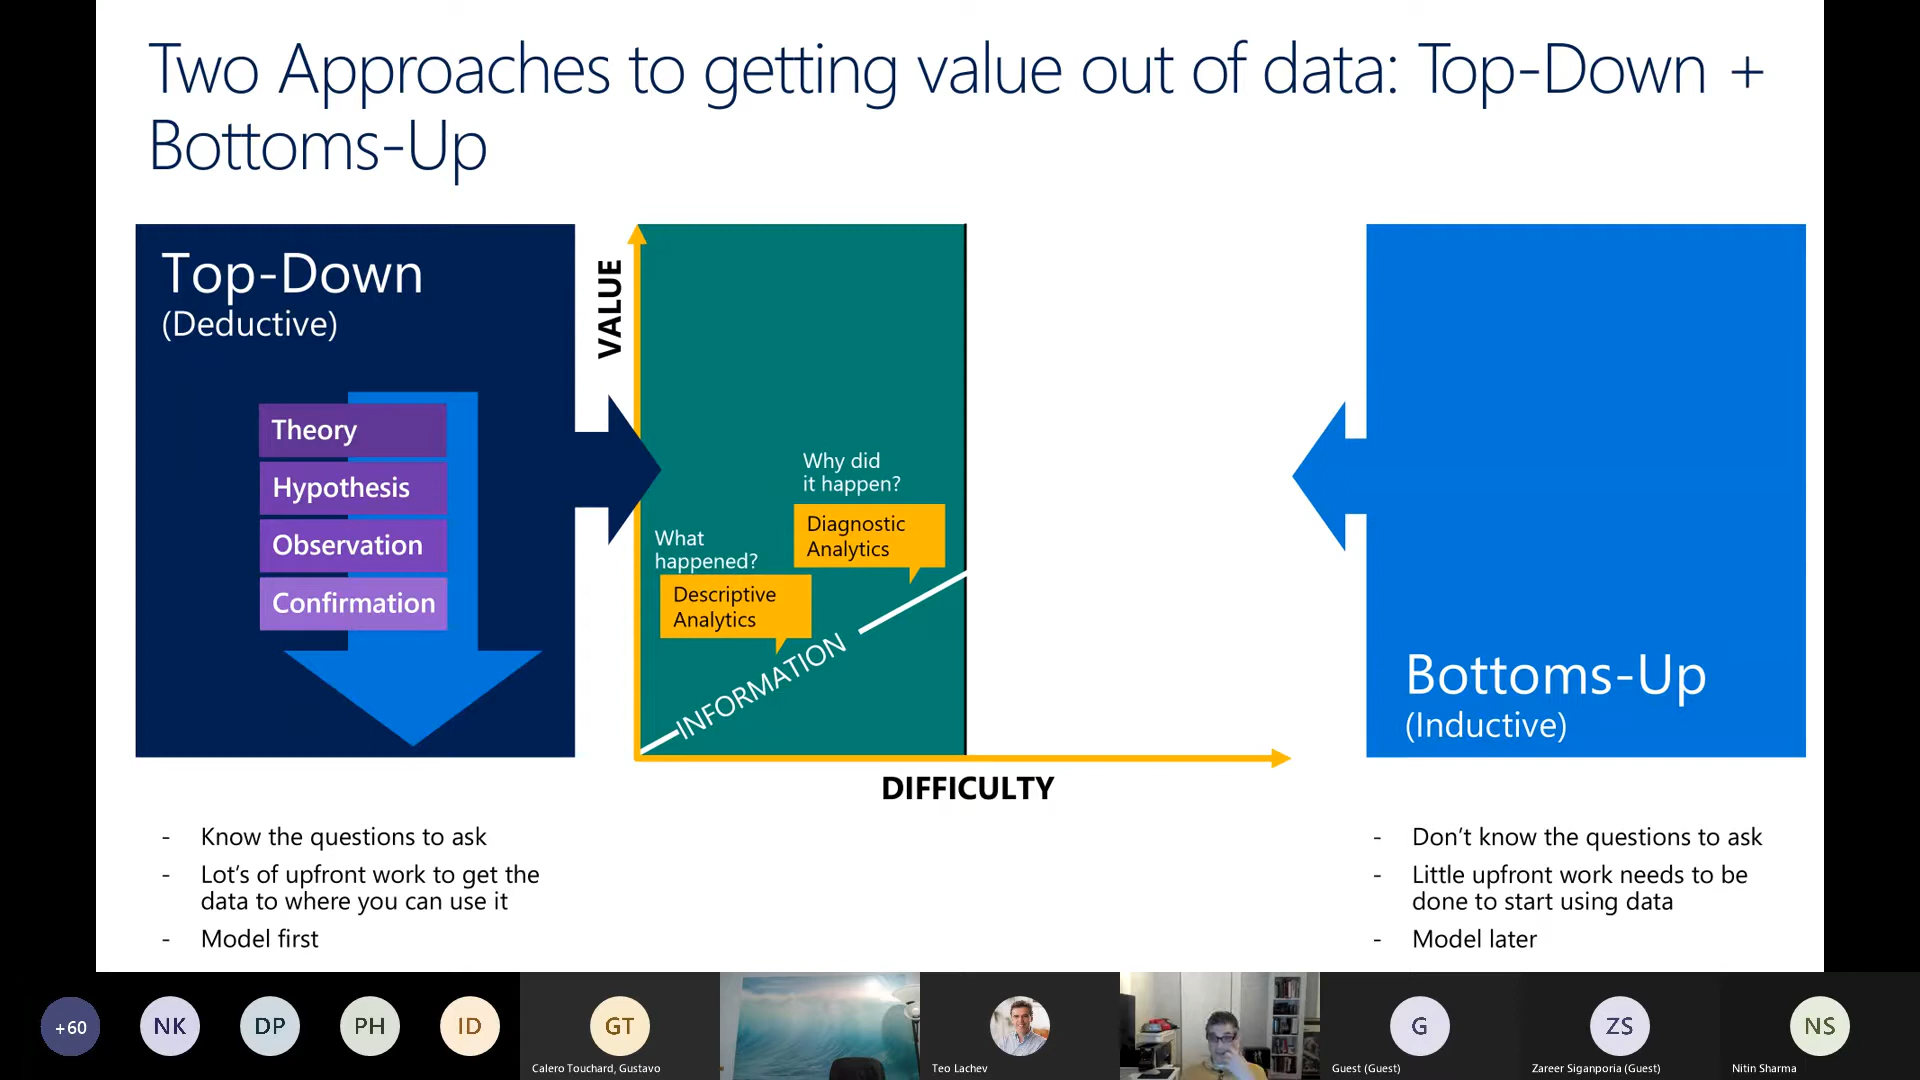 Two Approaches to getting value out of data: Top-Down +
Bottoms-Up
Top-Down
(Deductive)
Theory
Hypothesis
Observation
Confirmation
VALUE
Why did
it happen?
Diagnostic
Analytics
What
happened?
Descriptive
Analytics
INFORMATION
DIFFICULTY
Bottoms-Up
(Inductive)
- Know the questions to ask
- Lot's of upfront work to get the
data to where you can use it
- Model first
- Don't know the questions to ask
- Little upfront work needs to be
done to start using data
- Model later
+60
NK
DP
PH
ID
GT
Calero Touchard, Gustavo
Teo Lachev
G
Guest (Guest)
ZS
Zareer Siganporia (Guest)
NS
Nitin Sharma